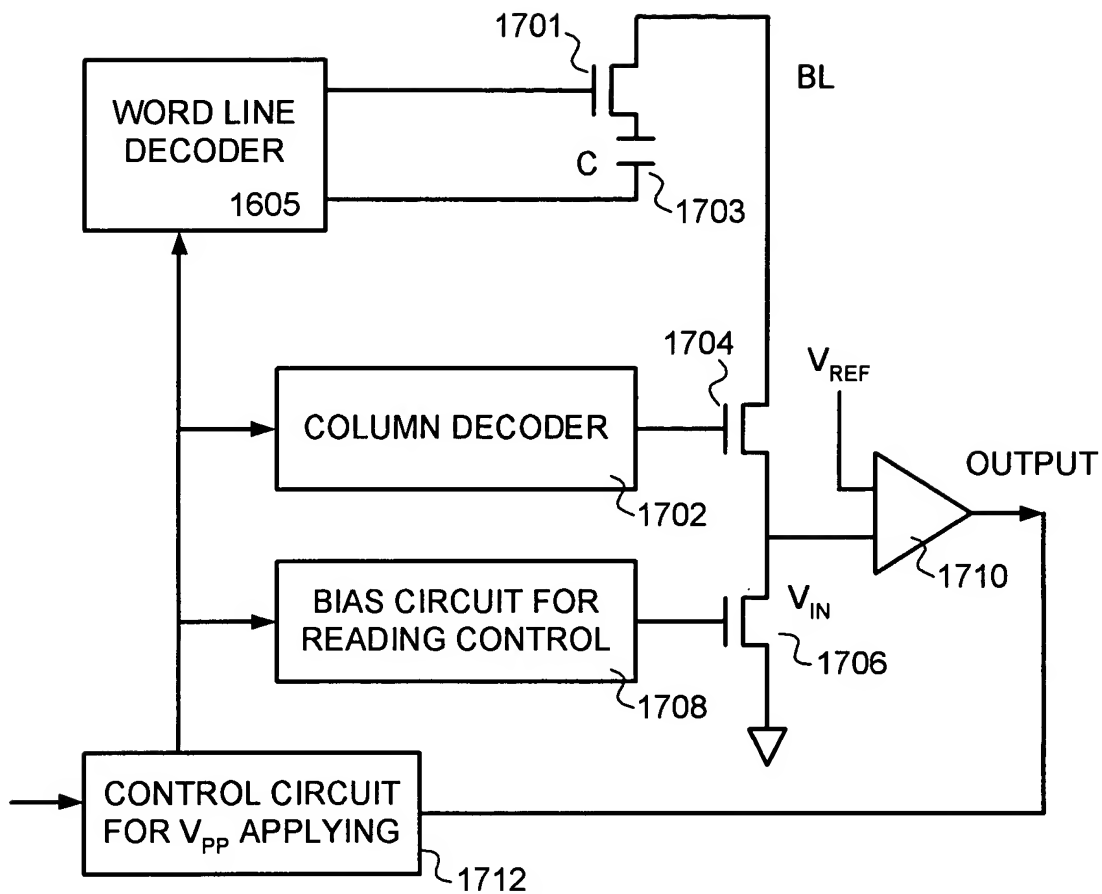 1701
BL
WORD LINE
DECODER
1605
C
1703
1704
V_REF
COLUMN DECODER
1702
OUTPUT
1710
BIAS CIRCUIT FOR
READING CONTROL
1708
V_IN
1706
CONTROL CIRCUIT
FOR V_PP APPLYING
1712